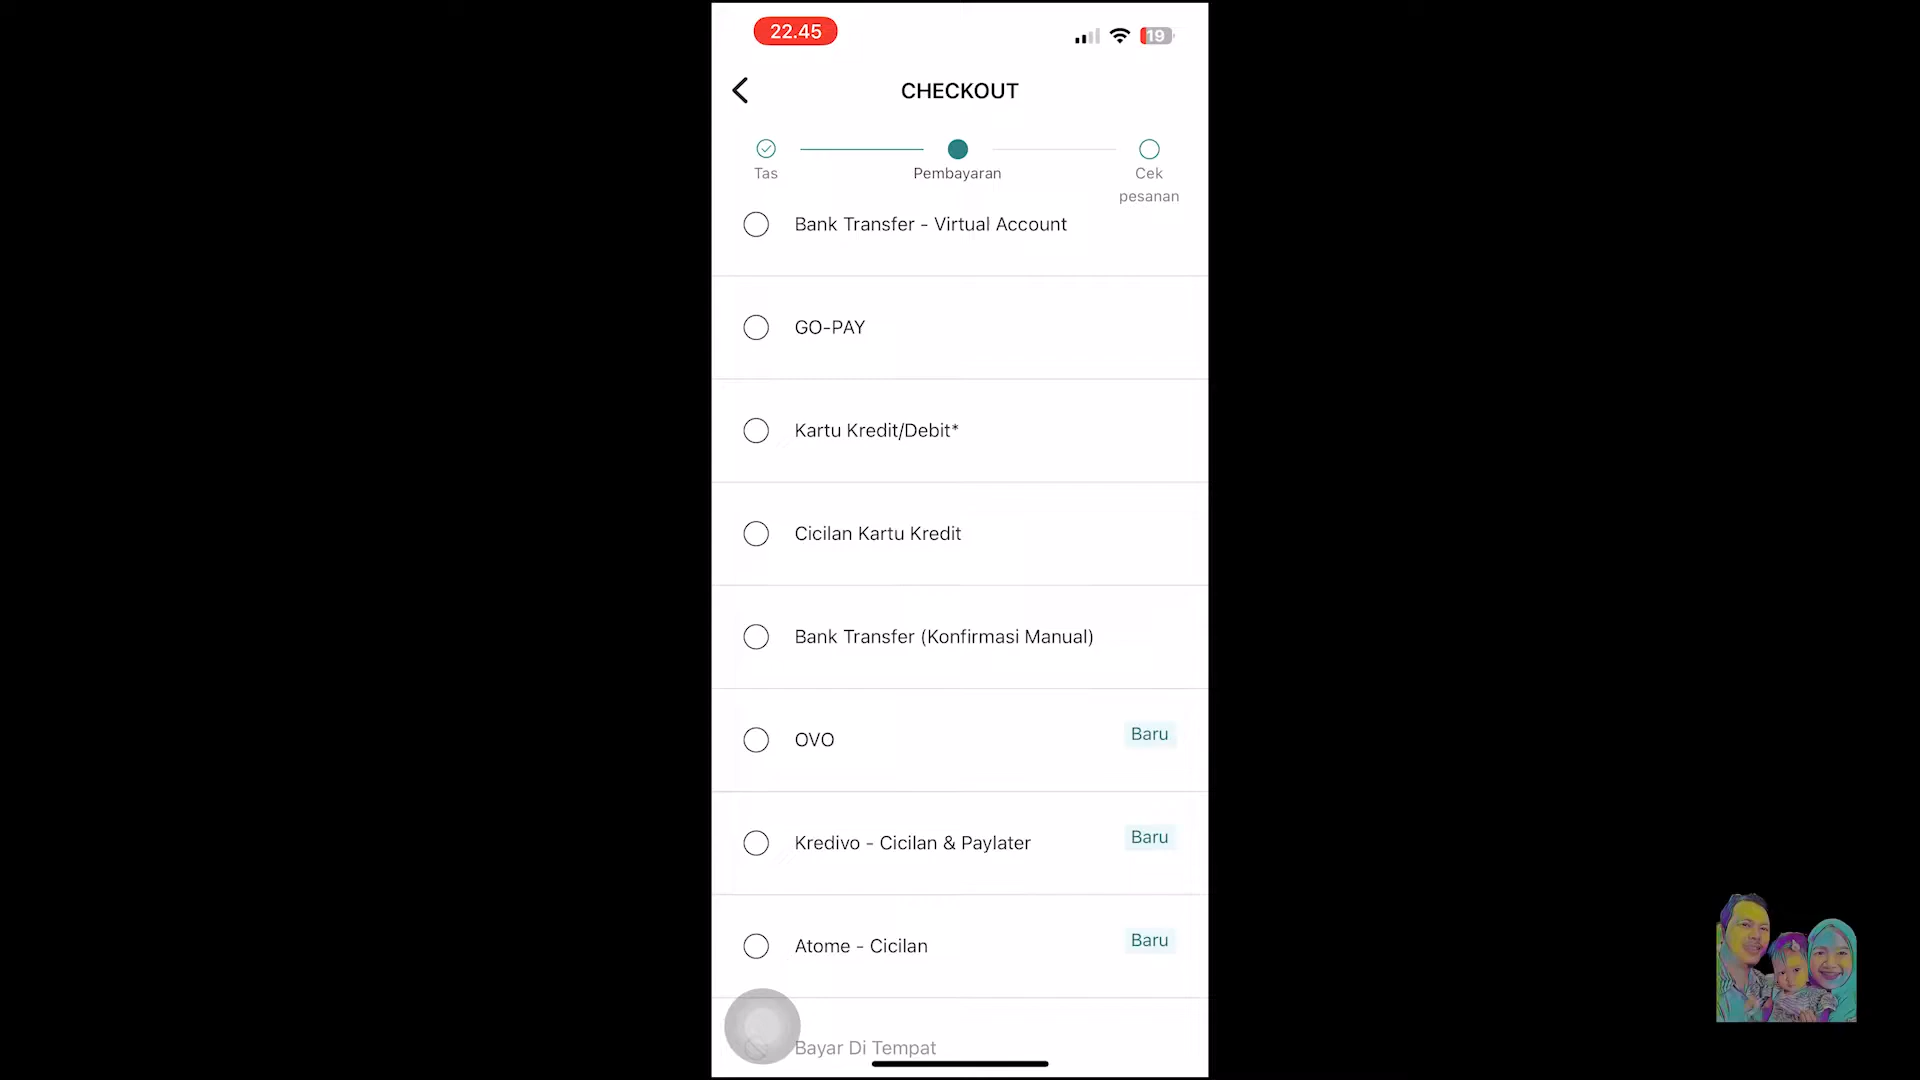 22.45
19
CHECKOUT
Tas
Pembayaran
Cek
pesanan
Bank Transfer - Virtual Account
GO-PAY
Kartu Kredit/Debit*
Cicilan Kartu Kredit
Bank Transfer (Konfirmasi Manual)
OVO
Baru
Kredivo - Cicilan & Paylater
Baru
Atome - Cicilan
Baru
Bayar Di Tempat